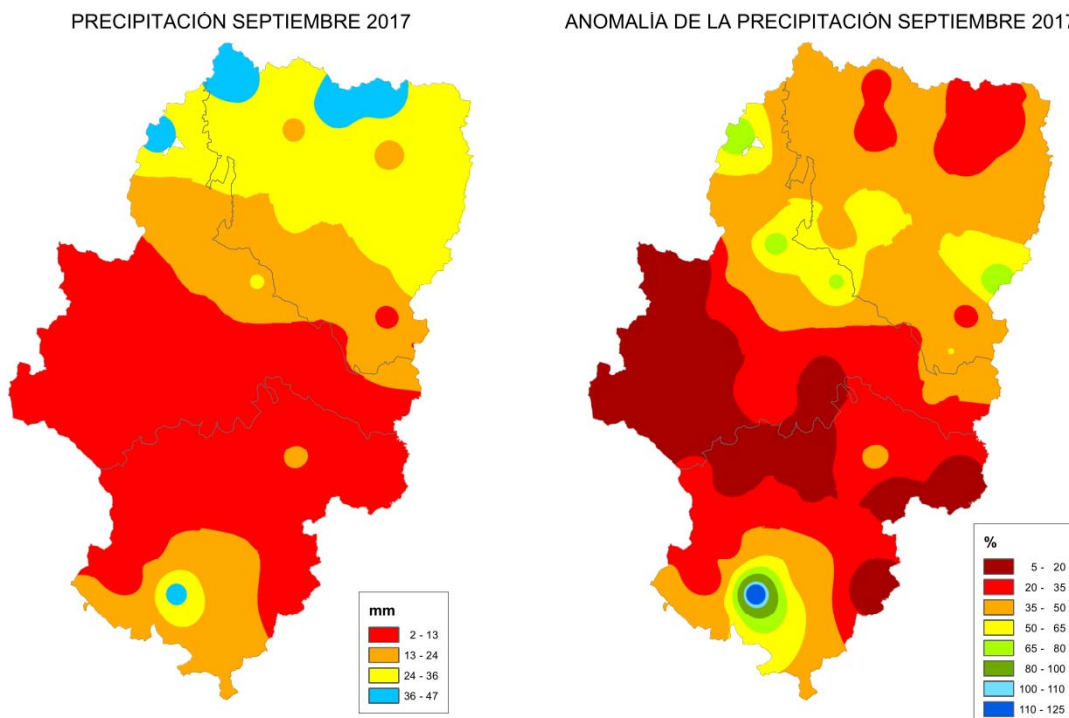 PRECIPITACIÓN SEPTIEMBRE 2017
ANOMALÌA DE LA PRECIPITACIÓN SEPTIEMBRE 2017
mm
2 - 13
13 - 24
24 - 36
36 - 47
%
5 - 20
20 - 35
35 - 50
50 - 65
65 - 80
80 - 100
100 - 110
110 - 125